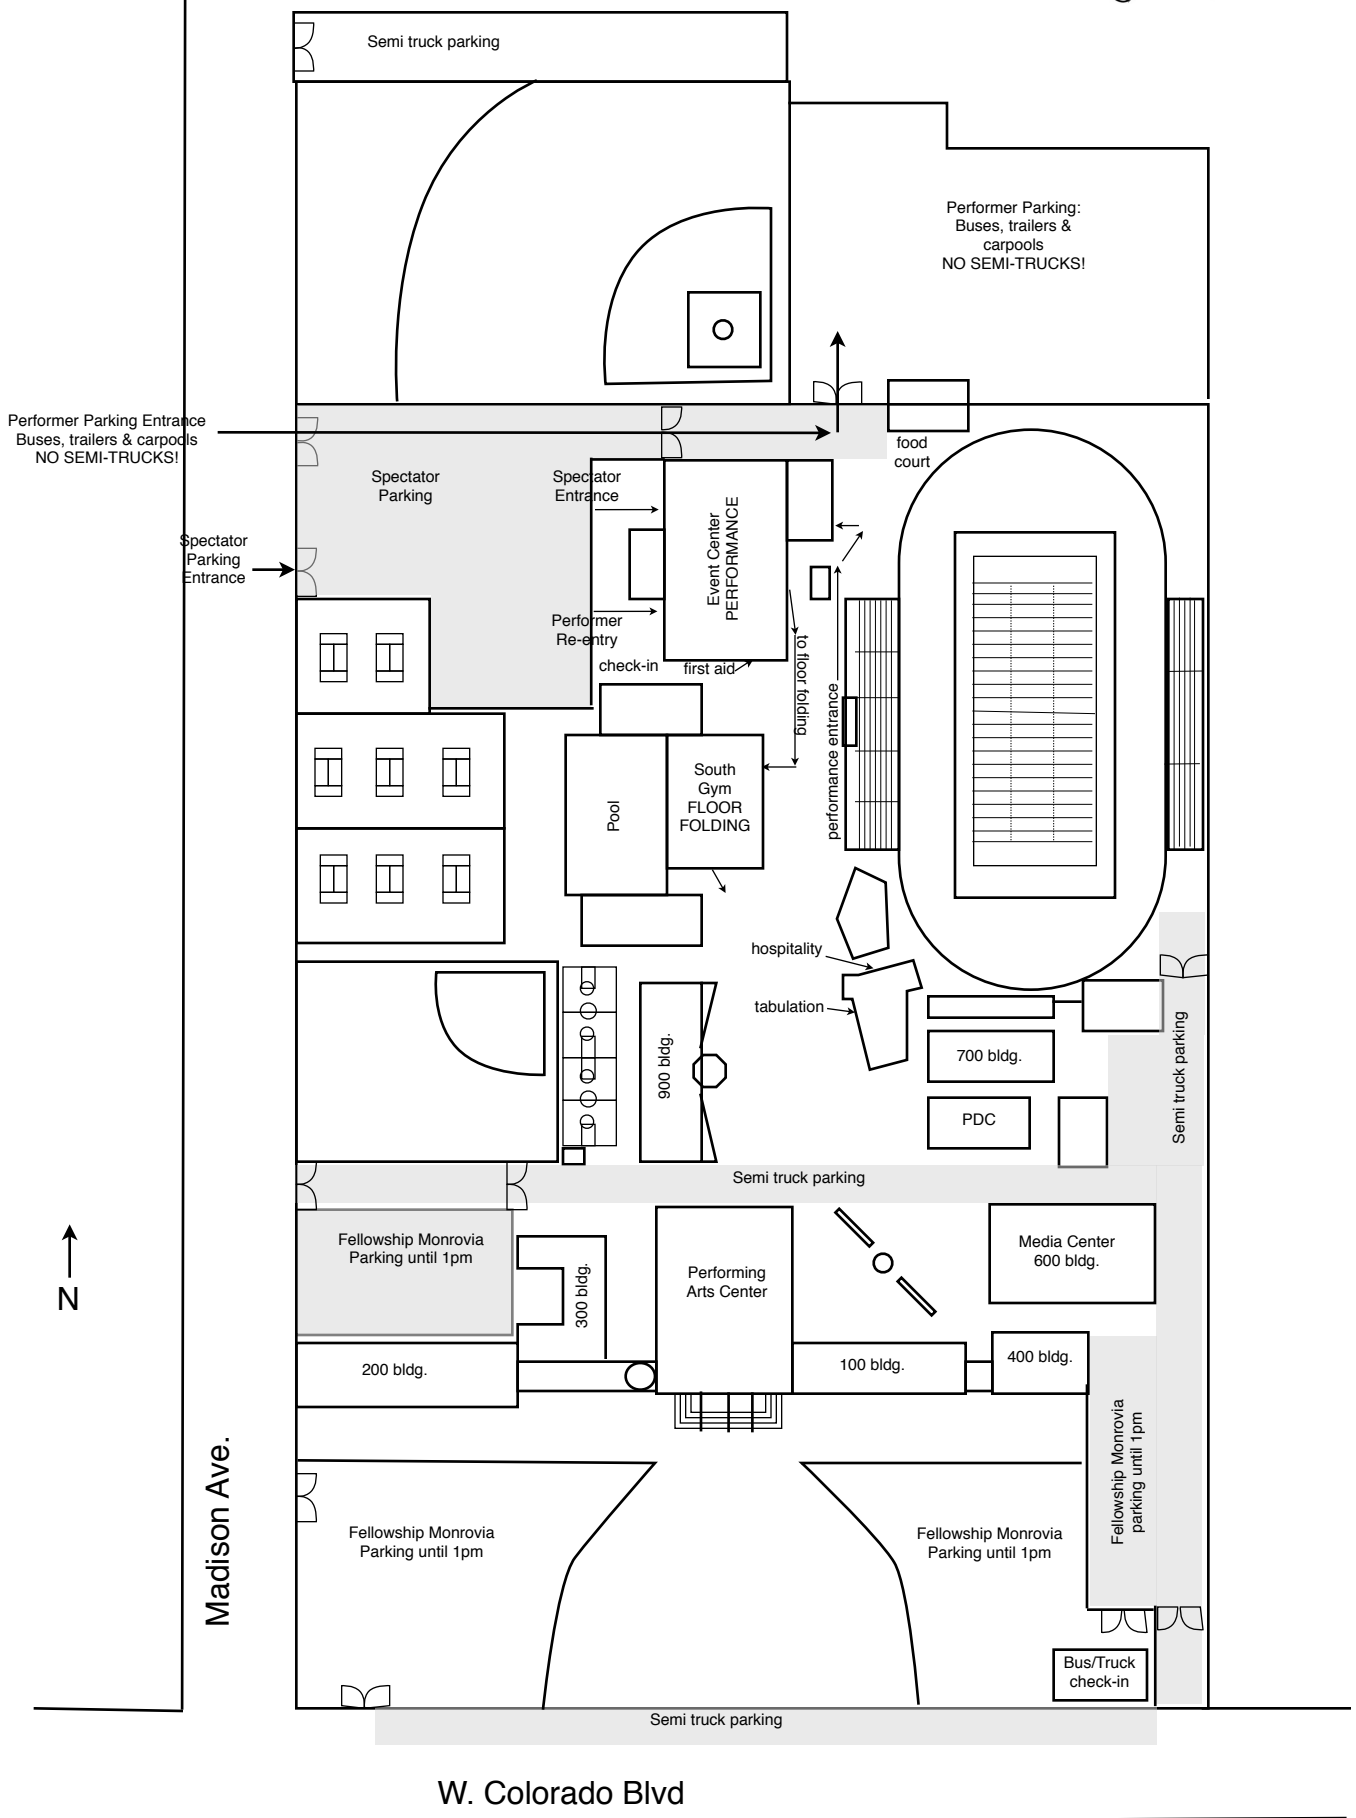 Semi truck parking
Performer Parking:
Buses, trailers &
carpools
NO SEMI-TRUCKS!
Performer Parking Entrance
Buses, trailers & carpools
NO SEMI-TRUCKS!
food
court
Spectator
Parking
Spectator
Entrance
Event Center
PERFORMANCE
Spectator
Parking
Entrance
Performer
Re-entry
check-in
first aid
to floor folding
performance entrance
Pool
South
Gym
FLOOR
FOLDING
hospitality
tabulation
900 bldg.
700 bldg.
PDC
Semi truck parking
Semi truck parking
Fellowship Monrovia
Parking until 1pm
300 bldg.
Performing
Arts Center
Media Center
600 bldg.
N
200 bldg.
100 bldg.
400 bldg.
Fellowship Monrovia
parking until 1pm
Madison Ave.
Fellowship Monrovia
Parking until 1pm
Fellowship Monrovia
Parking until 1pm
Bus/Truck
check-in
Semi truck parking
W. Colorado Blvd